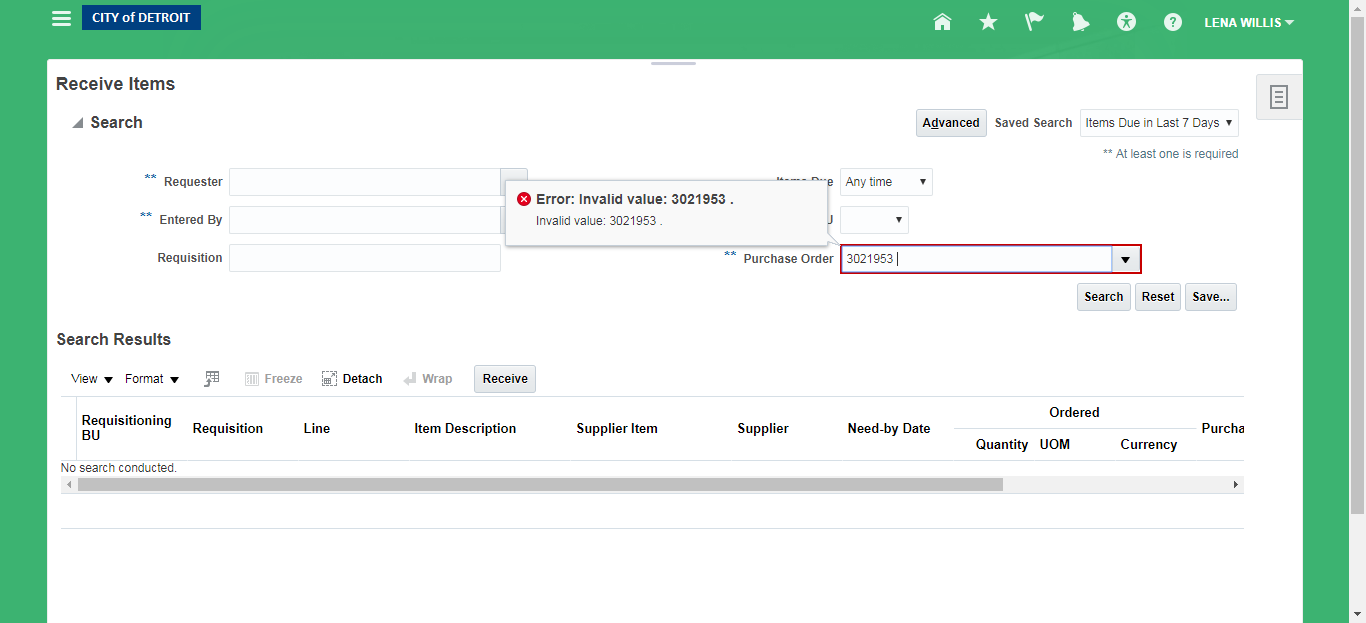 CITY of DETROIT
LENA WILLIS
Receive Items
Search
Advanced Saved Search Items Due in Last 7 Days
** At least one is required
** Requester
Items Due Any time
Error: Invalid value: 3021953 .
Invalid value: 3021953 .
** Entered By
Requisition
** Purchase Order 3021953
Search Reset Save...
Search Results
View Format Freeze Detach Wrap Receive
Requisitioning BU Requisition Line Item Description Supplier Item Supplier Need-by Date Ordered Purcha
Quantity UOM Currency
No search conducted.